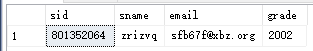 sid sname email grade
1 801352064 zrizvq sfb67f@xbz.org 2002